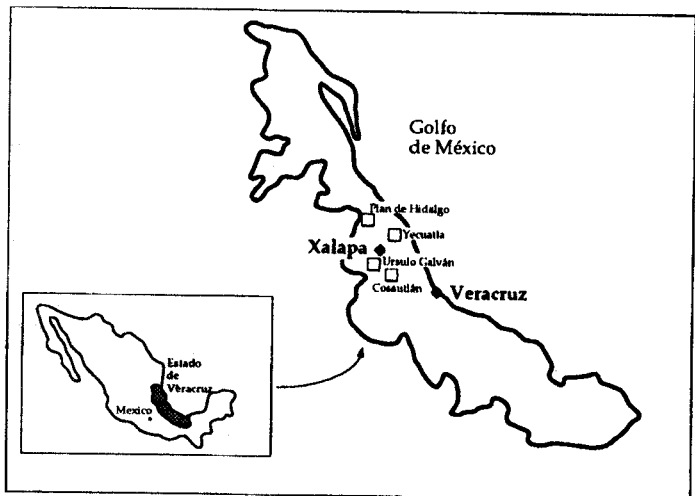 Golfo
de México
Plan de Hidalgo
Yecuatla
Xalapa
Ursulo Galván
Cosautlán
Veracruz
Estado
de
Veracruz
Mexico